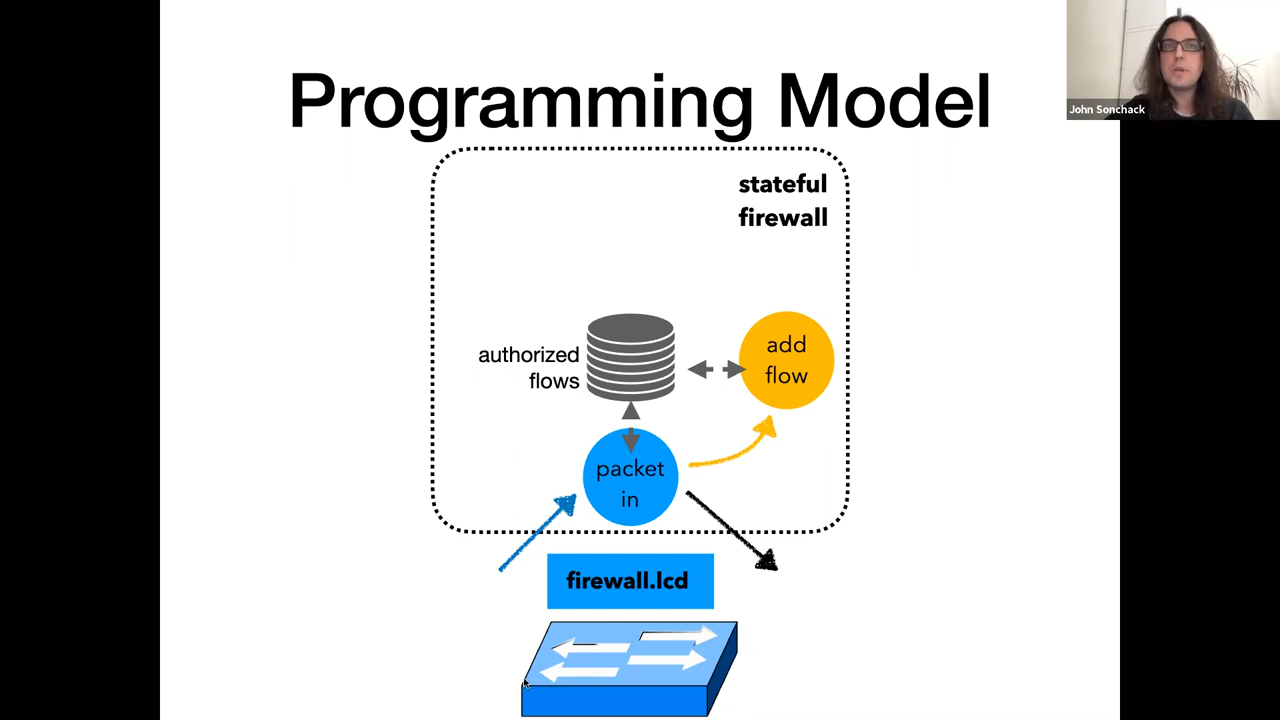 Programming Model
John Sonchack
stateful
firewall
authorized
flows
add
flow
packet
in
firewall.lcd